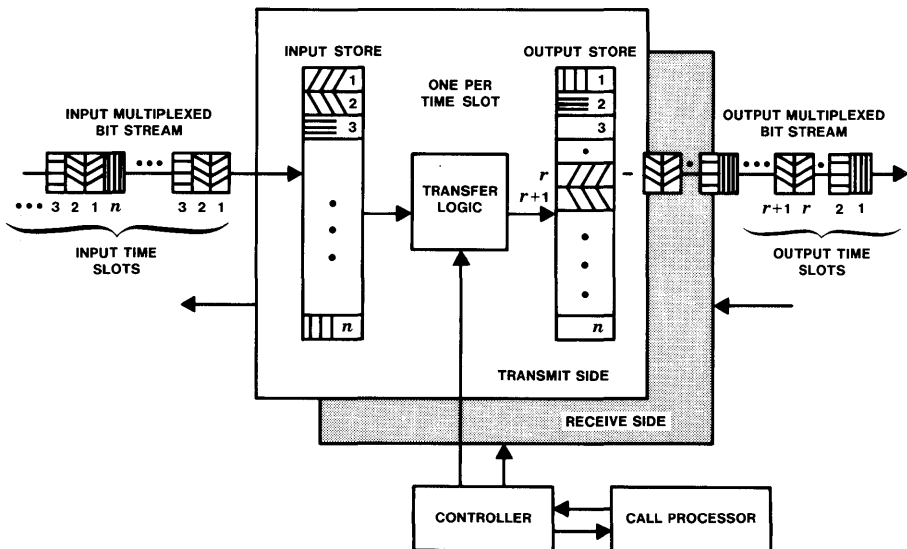 INPUT STORE
OUTPUT STORE
1
2
3
n
ONE PER
TIME SLOT
1
2
3
r
r+1
n
INPUT MULTIPLEXED
BIT STREAM
3 2 1 n
3 2 1
INPUT TIME
SLOTS
TRANSFER
LOGIC
OUTPUT MULTIPLEXED
BIT STREAM
r+1 r 2 1
OUTPUT TIME
SLOTS
TRANSMIT SIDE
RECEIVE SIDE
CONTROLLER
CALL PROCESSOR